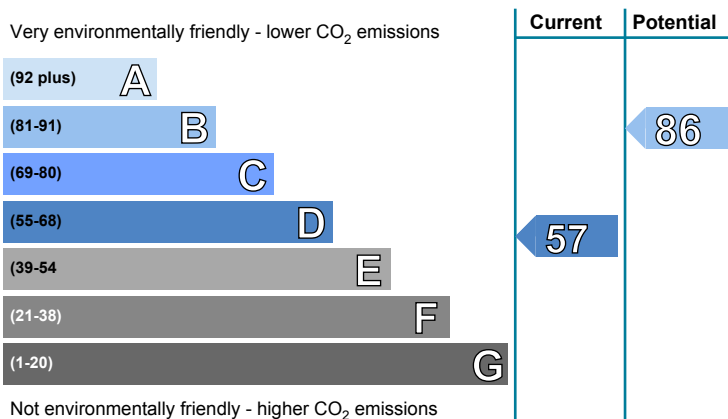 Current Potential
Very environmentally friendly - lower CO2 emissions
(92 plus) A
(81-91) B
86
(69-80) C
(55-68) D
57
(39-54 E
(21-38) F
(1-20) G
Not environmentally friendly - higher CO2 emissions